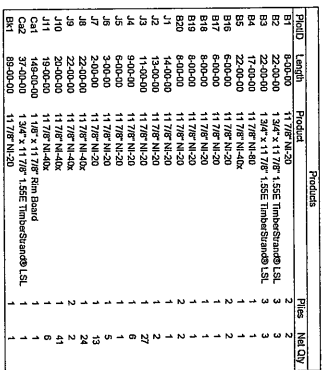 Products
PlotID Length Product Plies Net Qty
B1 8-00-00 11 7/8" NI-20 2 2
B2 22-00-00 1 3/4" x 11 7/8" 1.55E TimberStrand® LSL 3 3
B3 22-00-00 1 3/4" x 11 7/8" 1.55E TimberStrand® LSL 3 3
B4 17-00-00 11 7/8" NI-80 1 1
B5 22-00-00 11 7/8" NI-40x 1 1
B16 6-00-00 11 7/8" NI-20 2 2
B17 6-00-00 11 7/8" NI-20 1 1
B18 8-00-00 11 7/8" NI-20 1 1
B19 8-00-00 11 7/8" NI-20 1 1
B20 6-00-00 11 7/8" NI-20 2 2
J1 14-00-00 11 7/8" NI-20 1 1
J2 13-00-00 11 7/8" NI-20 1 2
J3 11-00-00 11 7/8" NI-20 1 27
J4 9-00-00 11 7/8" NI-20 1 6
J5 4-00-00 11 7/8" NI-20 1 1
J6 2-00-00 11 7/8" NI-20 1 5
J7 2-00-00 11 7/8" NI-20 1 13
J8 22-00-00 11 7/8" NI-40x 1 24
J9 22-00-00 11 7/8" NI-40x 2 2
J10 20-00-00 11 7/8" NI-40x 1 41
J11 19-00-00 11 7/8" NI-40x 1 6
Ca1 146-00-00 1 1/8" x 11 7/8" Rim Board 1 1
Ca2 37-00-00 1 3/4" x 11 7/8" 1.55E TimberStrand® LSL 1 1
Bk1 89-00-00 11 7/8" NI-20 1 1